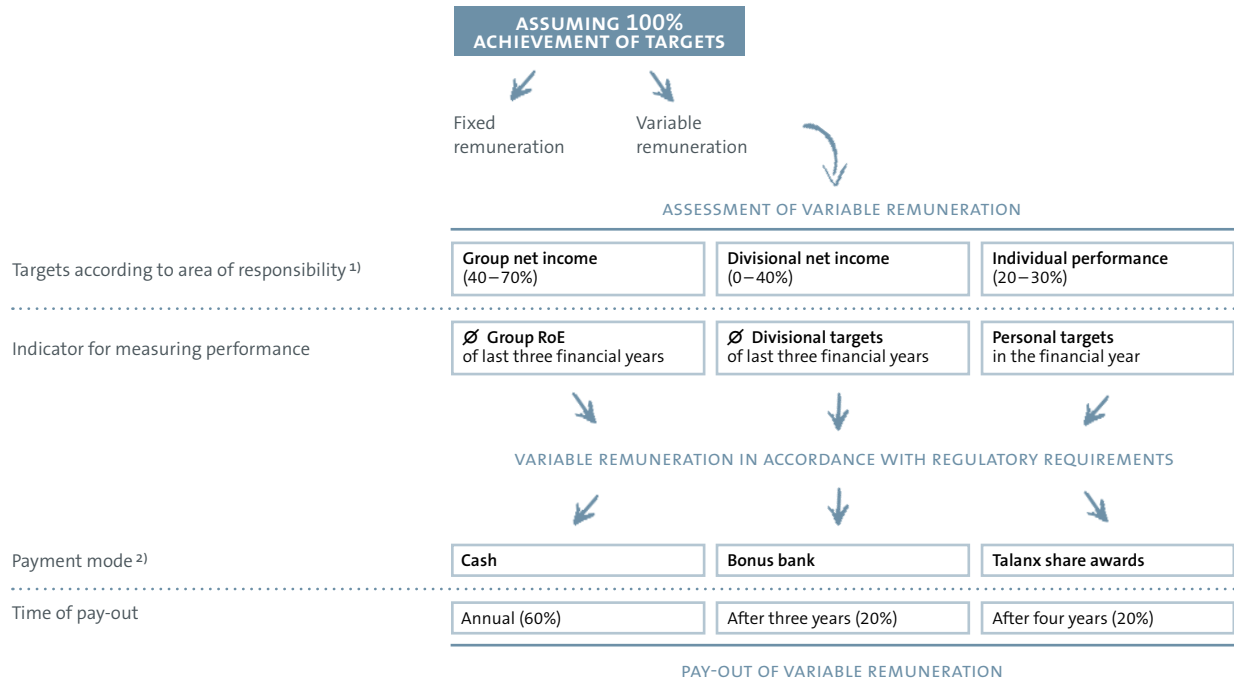 ASSUMING 100%
ACHIEVEMENT OF TARGETS
Fixed
remuneration
Variable
remuneration
ASSESSMENT OF VARIABLE REMUNERATION
Targets according to area of responsibility 1)
Group net income
(40–70%)
Divisional net income
(0–40%)
Individual performance
(20–30%)
Indicator for measuring performance
Ø Group RoE
of last three financial years
Ø Divisional targets
of last three financial years
Personal targets
in the financial year
VARIABLE REMUNERATION IN ACCORDANCE WITH REGULATORY REQUIREMENTS
Payment mode 2)
Cash
Bonus bank
Talanx share awards
Time of pay-out
Annual (60%)
After three years (20%)
After four years (20%)
PAY-OUT OF VARIABLE REMUNERATION